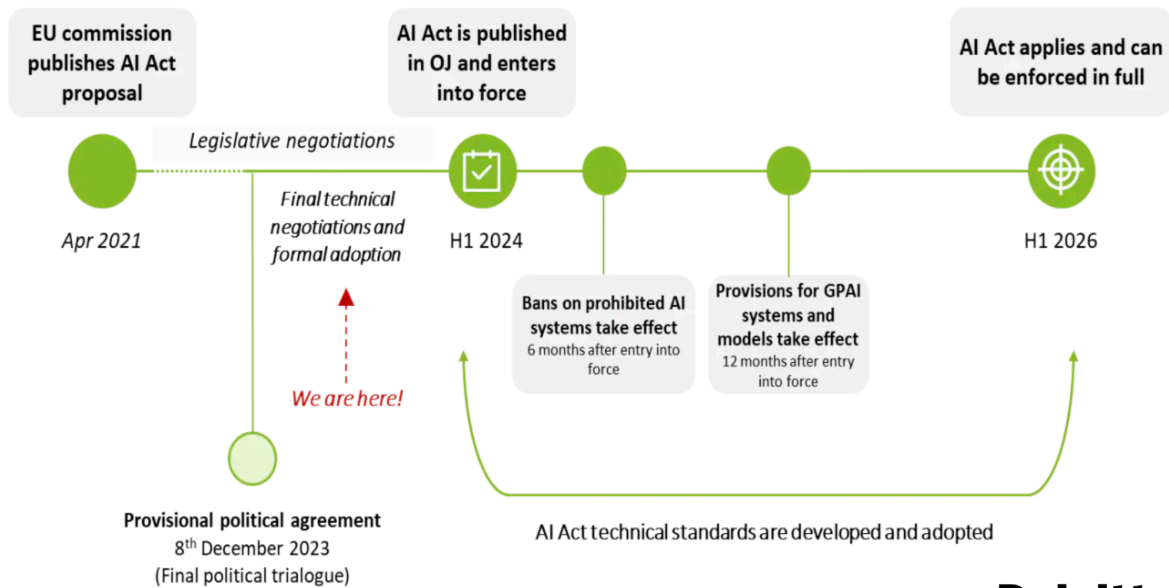 EU commission
publishes AI Act
proposal
AI Act is published
in OJ and enters
into force
AI Act applies and can
be enforced in full
Legislative negotiations
Final technical
negotiations and
formal adoption
Apr 2021
H1 2024
H1 2026
Bans on prohibited AI
systems take effect
6 months after entry into
force
Provisions for GPAI
systems and
models take effect
12 months after entry
into force
We are here!
Provisional political agreement
8th December 2023
(Final political trialogue)
AI Act technical standards are developed and adopted